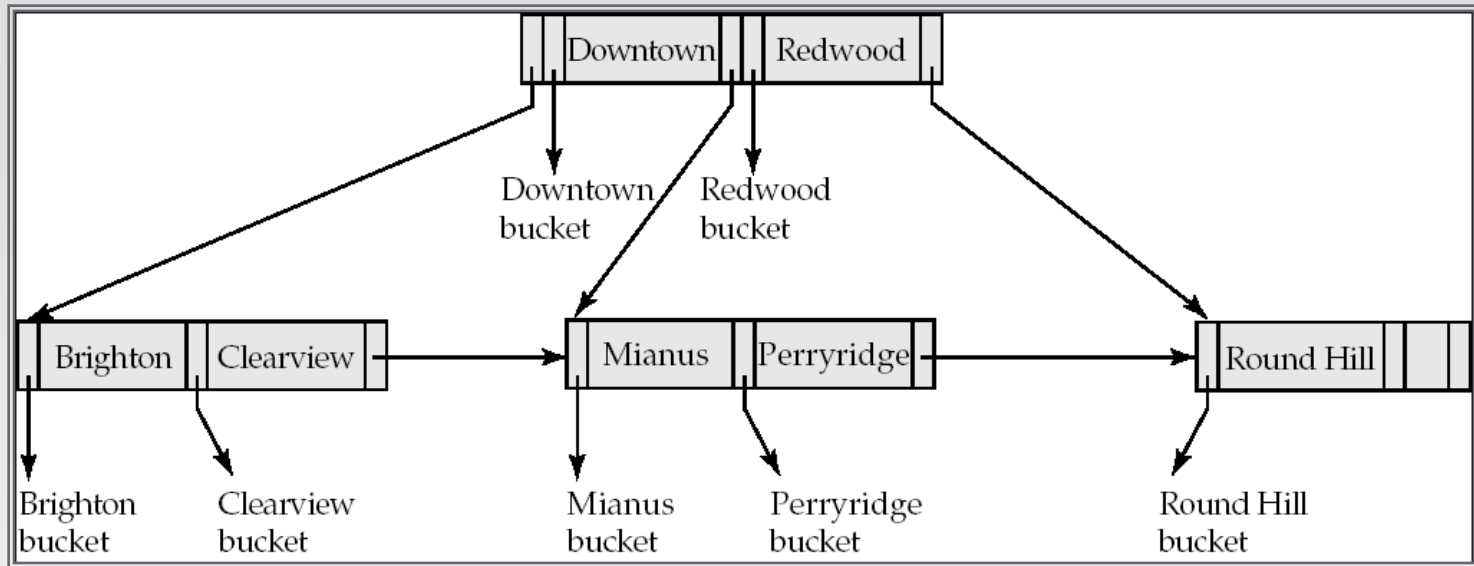 Downtown Redwood
Downtown bucket
Redwood bucket
Brighton Clearview Mianus Perryridge Round Hill
Brighton bucket
Clearview bucket
Mianus bucket
Perryridge bucket
Round Hill bucket